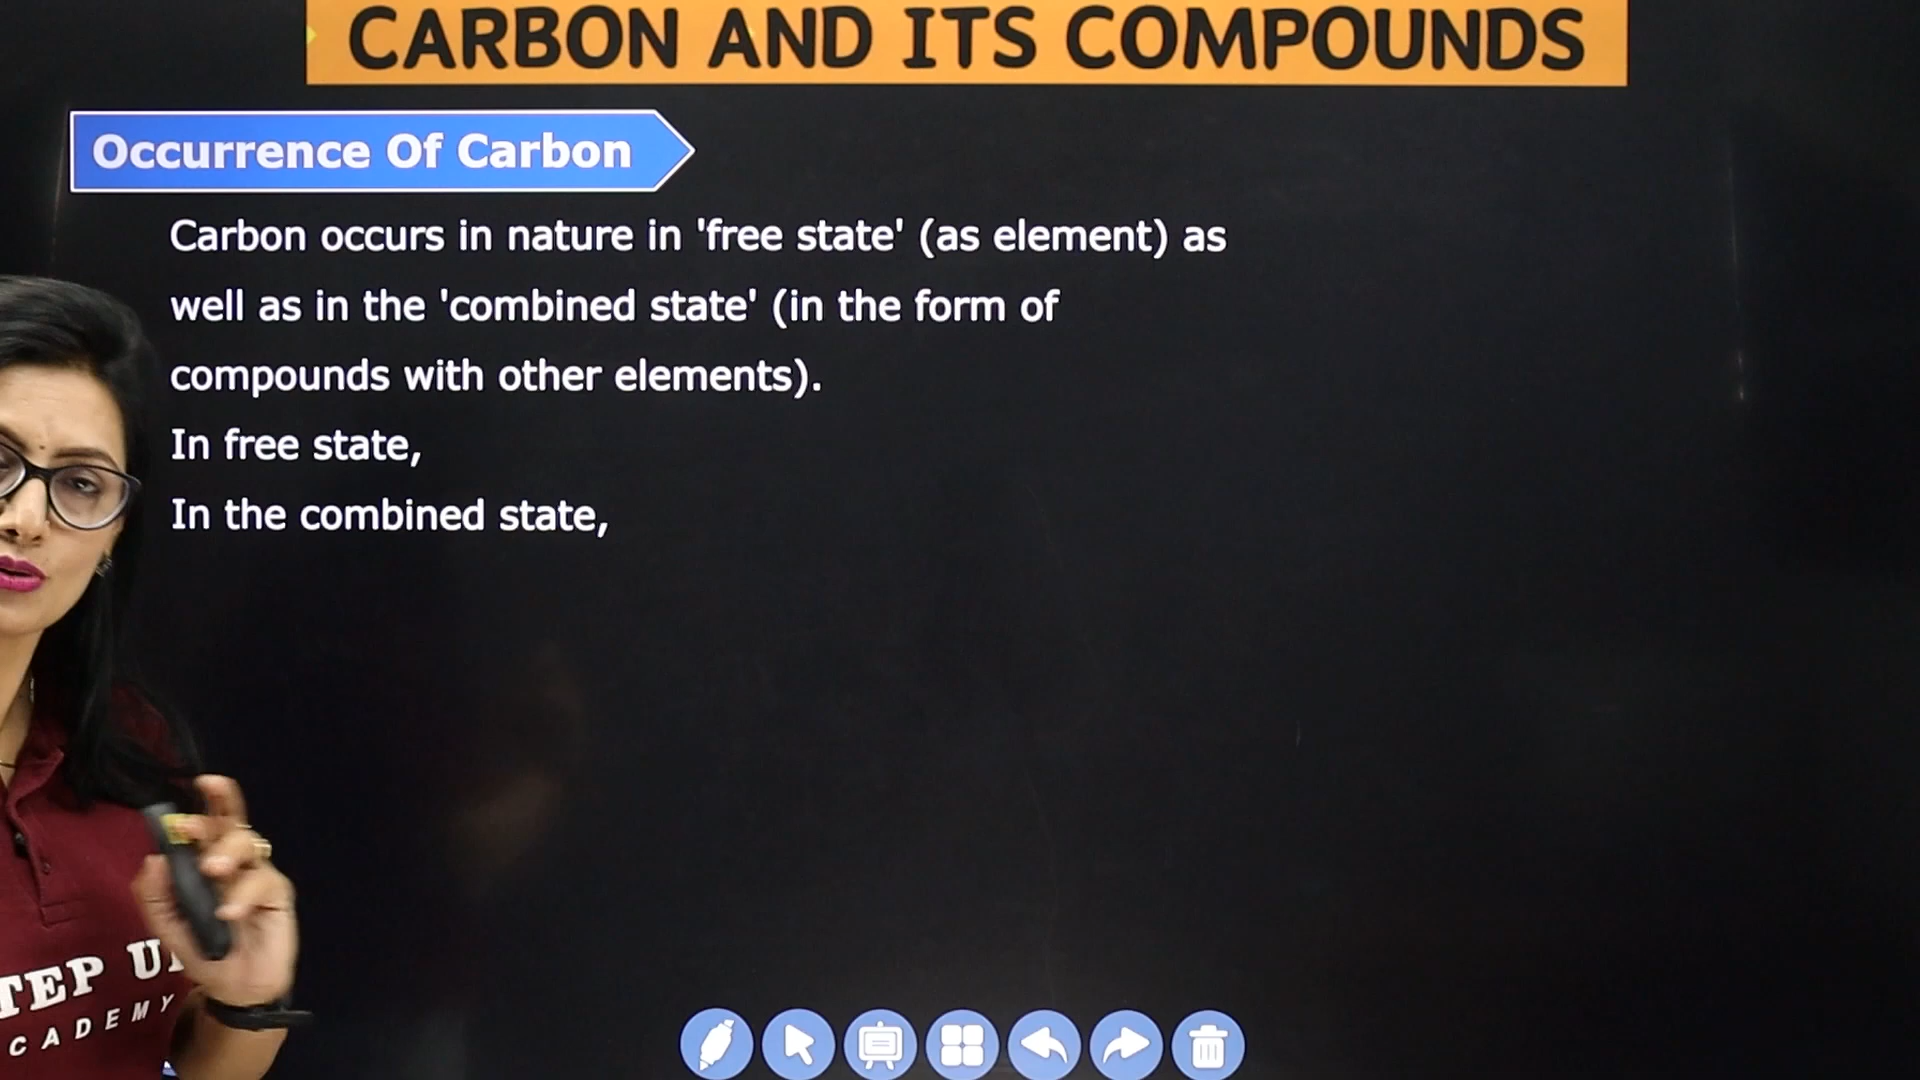 CARBON AND ITS COMPOUNDS
Occurrence Of Carbon
Carbon occurs in nature in 'free state' (as element) as
well as in the 'combined state' (in the form of
compounds with other elements).
In free state,
In the combined state,
TEP U
CADEMY